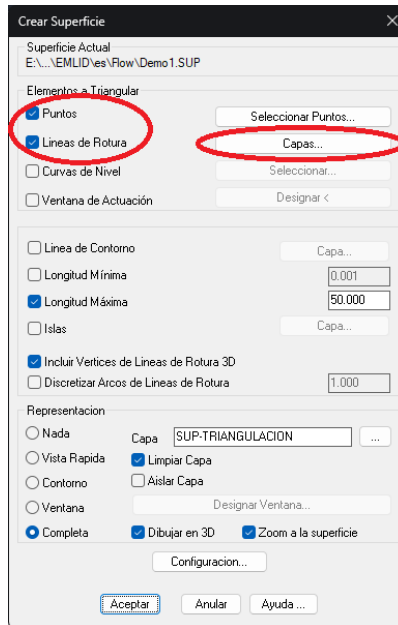 Crear Superficie
Superficie Actual
E:\...\EMLID\es\Flow\Demo1.SUP
Elementos a Triangular
Puntos Seleccionar Puntos...
Lineas de Rotura Capas...
Curvas de Nivel Seleccionar...
Ventana de Actuación Designar <
Linea de Contorno Capa...
Longitud Mínima 0.001
Longitud Máxima 50.000
Islas Capa...
Incluir Vertices de Lineas de Rotura 3D
Discretizar Arcos de Lineas de Rotura 1.000
Representacion
Nada Capa SUP-TRIANGULACION ...
Vista Rapida Limpiar Capa
Contorno Aislar Capa
Ventana Designar Ventana...
Completa Dibujar en 3D Zoom a la superficie
Configuracion...
Aceptar Anular Ayuda ...